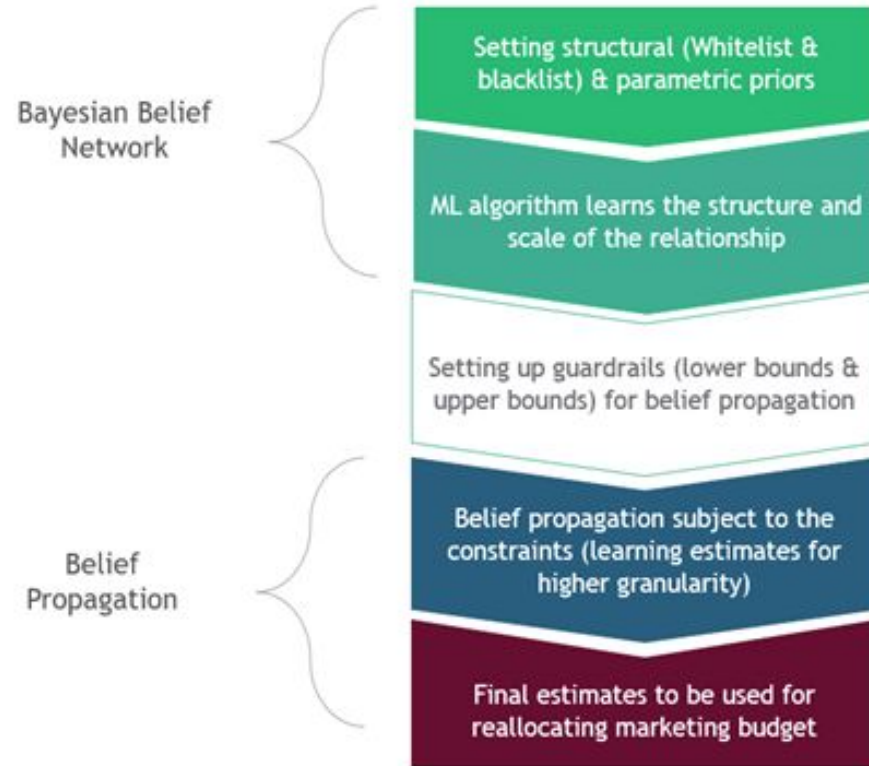 Setting structural (Whitelist &
blacklist) & parametric priors
Bayesian Belief
Network
ML algorithm learns the structure and
scale of the relationship
Setting up guardrails (lower bounds &
upper bounds) for belief propagation
Belief propagation subject to the
constraints (learning estimates for
higher granularity)
Belief
Propagation
Final estimates to be used for
reallocating marketing budget